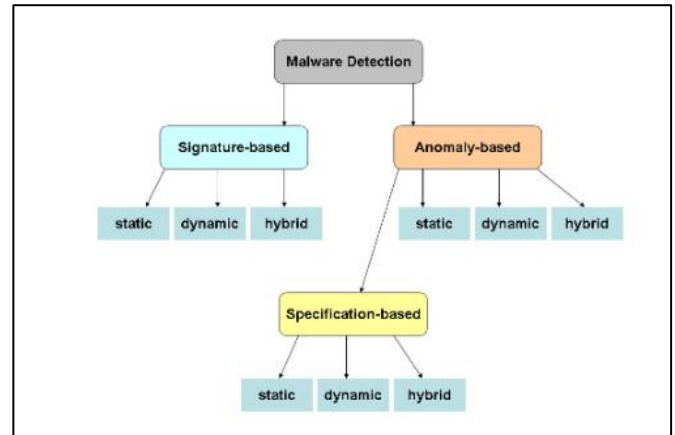 Malware Detection
Signature-based
Anomaly-based
static
dynamic
hybrid
static
dynamic
hybrid
Specification-based
static
dynamic
hybrid